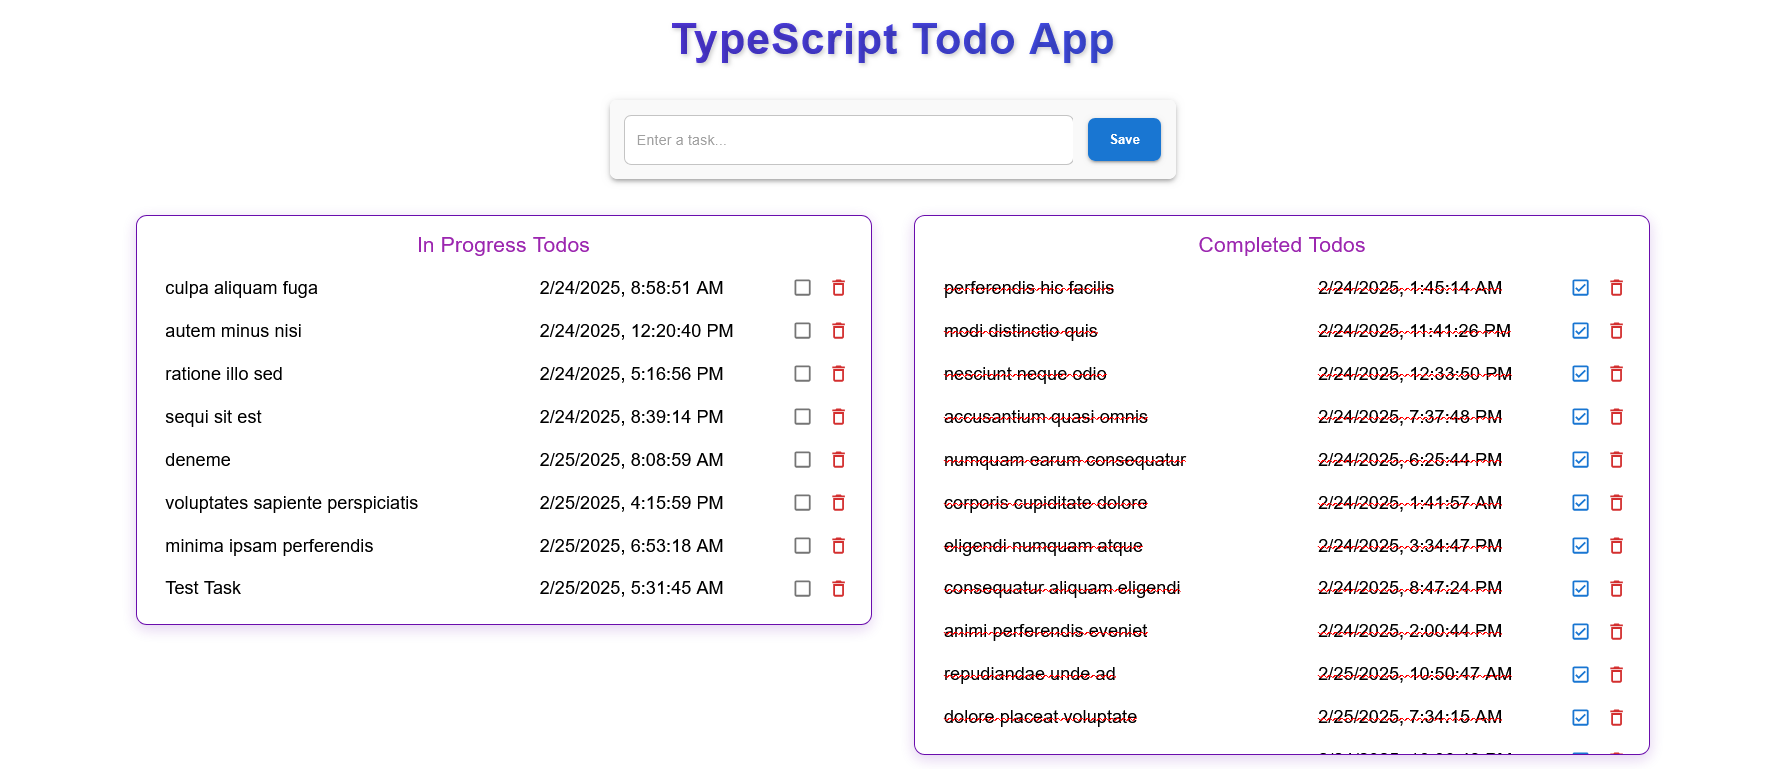 TypeScript Todo App
Enter a task...
Save
In Progress Todos
culpa aliquam fuga 2/24/2025, 8:58:51 AM
autem minus nisi 2/24/2025, 12:20:40 PM
ratione illo sed 2/24/2025, 5:16:56 PM
sequi sit est 2/24/2025, 8:39:14 PM
deneme 2/25/2025, 8:08:59 AM
voluptates sapiente perspiciatis 2/25/2025, 4:15:59 PM
minima ipsam perferendis 2/25/2025, 6:53:18 AM
Test Task 2/25/2025, 5:31:45 AM
Completed Todos
perferendis hic facilis 2/24/2025, 1:45:14 AM
modi distinctio quis 2/24/2025, 11:41:26 PM
nesciunt neque odio 2/24/2025, 12:33:50 PM
accusantium quasi omnis 2/24/2025, 7:37:48 PM
numquam earum consequatur 2/24/2025, 6:25:44 PM
corporis cupiditate dolore 2/24/2025, 1:41:57 AM
eligendi numquam atque 2/24/2025, 3:34:47 PM
consequatur aliquam eligendi 2/24/2025, 8:47:24 PM
animi perferendis eveniet 2/24/2025, 2:00:44 PM
repudiandae unde ad 2/25/2025, 10:50:47 AM
dolore placeat voluptate 2/25/2025, 7:34:15 AM